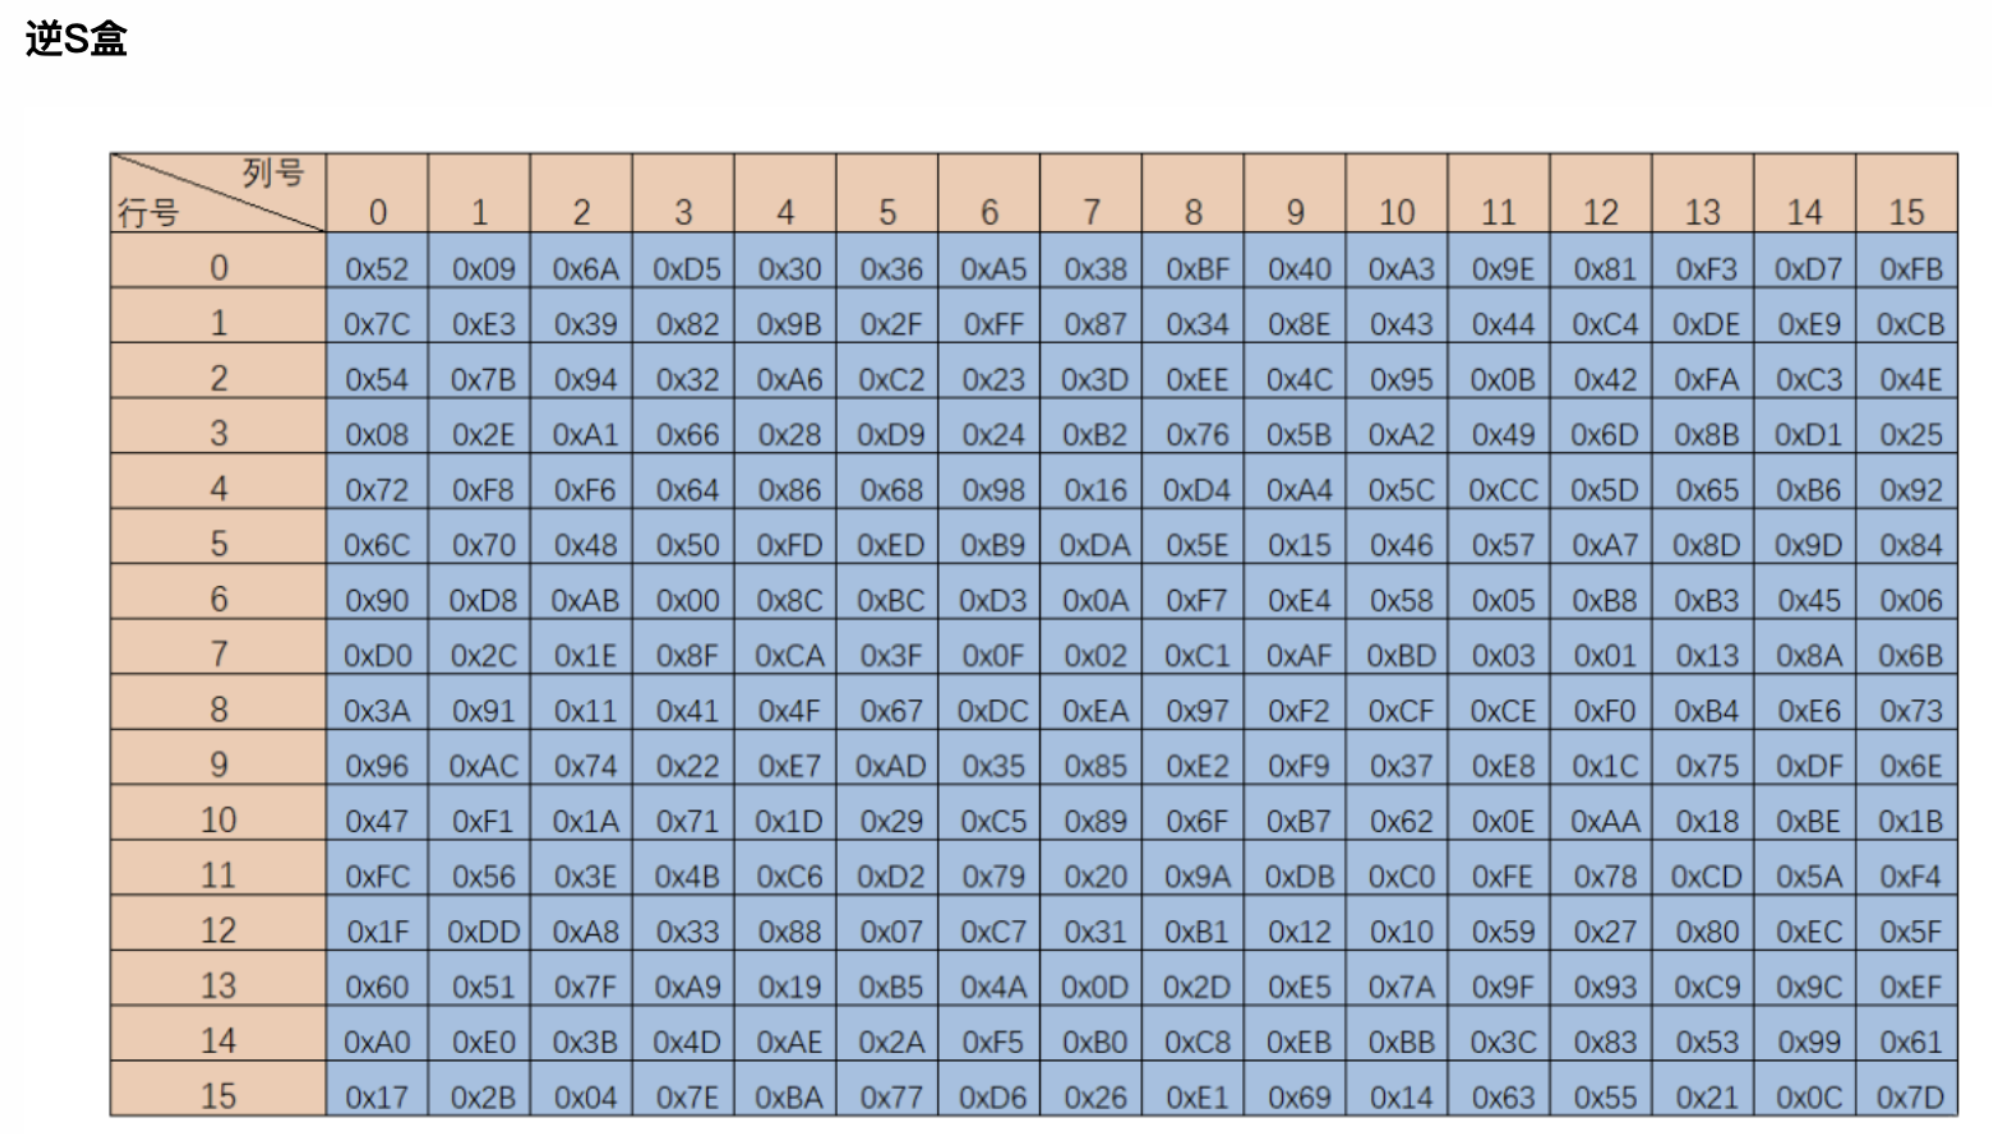 逆S盒
列号
行号 0 1 2 3 4 5 6 7 8 9 10 11 12 13 14 15
0 0x52 0x09 0x6A 0xD5 0x30 0x36 0xA5 0x38 0xBF 0x40 0xA3 0x9E 0x81 0xF3 0xD7 0xFB
1 0x7C 0xE3 0x39 0x82 0x9B 0x2F 0xFF 0x87 0x34 0x8E 0x43 0x44 0xC4 0xDE 0xE9 0xCB
2 0x54 0x7B 0x94 0x32 0xA6 0xC2 0x23 0x3D 0xEE 0x4C 0x95 0x0B 0x42 0xFA 0xC3 0x4E
3 0x08 0x2E 0xA1 0x66 0x28 0xD9 0x24 0xB2 0x76 0x5B 0xA2 0x49 0x6D 0x8B 0xD1 0x25
4 0x72 0xF8 0xF6 0x64 0x86 0x68 0x98 0x16 0xD4 0xA4 0x5C 0xCC 0x5D 0x65 0xB6 0x92
5 0x6C 0x70 0x48 0x50 0xFD 0xED 0xB9 0xDA 0x5E 0x15 0x46 0x57 0xA7 0x8D 0x9D 0x84
6 0x90 0xD8 0xAB 0x00 0x8C 0xBC 0xD3 0x0A 0xF7 0xE4 0x58 0x05 0xB8 0xB3 0x45 0x06
7 0xD0 0x2C 0x1E 0x8F 0xCA 0x3F 0x0F 0x02 0xC1 0xAF 0xBD 0x03 0x01 0x13 0x8A 0x6B
8 0x3A 0x91 0x11 0x41 0x4F 0x67 0xDC 0xEA 0x97 0xF2 0xCF 0xCE 0xF0 0xB4 0xE6 0x73
9 0x96 0xAC 0x74 0x22 0xE7 0xAD 0x35 0x85 0xE2 0xF9 0x37 0xE8 0x1C 0x75 0xDF 0x6E
10 0x47 0xF1 0x1A 0x71 0x1D 0x29 0xC5 0x89 0x6F 0xB7 0x62 0x0E 0xAA 0x18 0xBE 0x1B
11 0xFC 0x56 0x3E 0x4B 0xC6 0xD2 0x79 0x20 0x9A 0xDB 0xC0 0xFE 0x78 0xCD 0x5A 0xF4
12 0x1F 0xDD 0xA8 0x33 0x88 0x07 0xC7 0x31 0xB1 0x12 0x10 0x59 0x27 0x80 0xEC 0x5F
13 0x60 0x51 0x7F 0xA9 0x19 0xB5 0x4A 0x0D 0x2D 0xE5 0x7A 0x9F 0x93 0xC9 0x9C 0xEF
14 0xA0 0xE0 0x3B 0x4D 0xAE 0x2A 0xF5 0xB0 0xC8 0xEB 0xBB 0x3C 0x83 0x53 0x99 0x61
15 0x17 0x2B 0x04 0x7E 0xBA 0x77 0xD6 0x26 0xE1 0x69 0x14 0x63 0x55 0x21 0x0C 0x7D